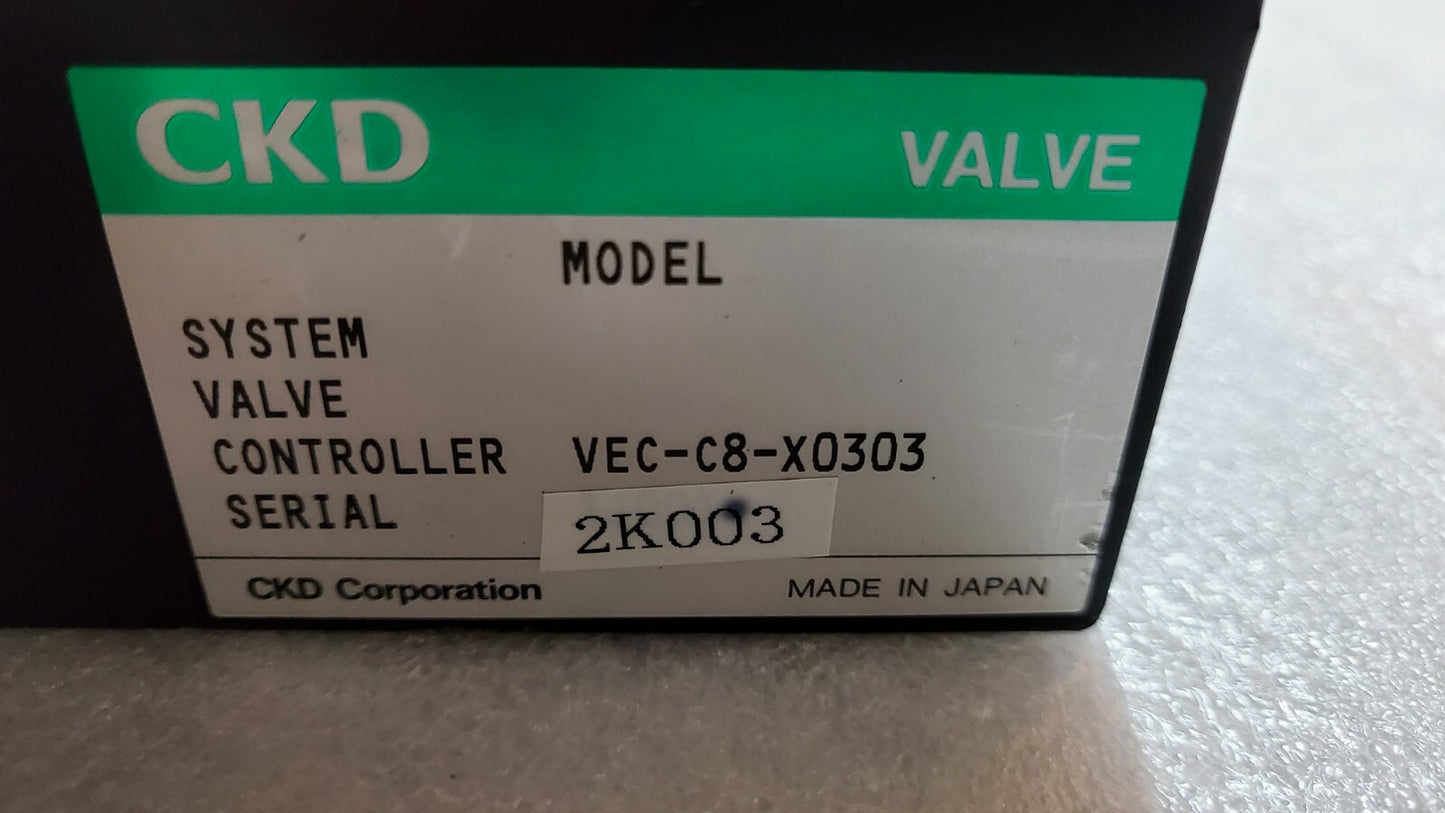 CKD VALVE
MODEL
SYSTEM
VALVE
CONTROLLER VEC-C8-X0303
SERIAL 2K003
CKD Corporation MADE IN JAPAN